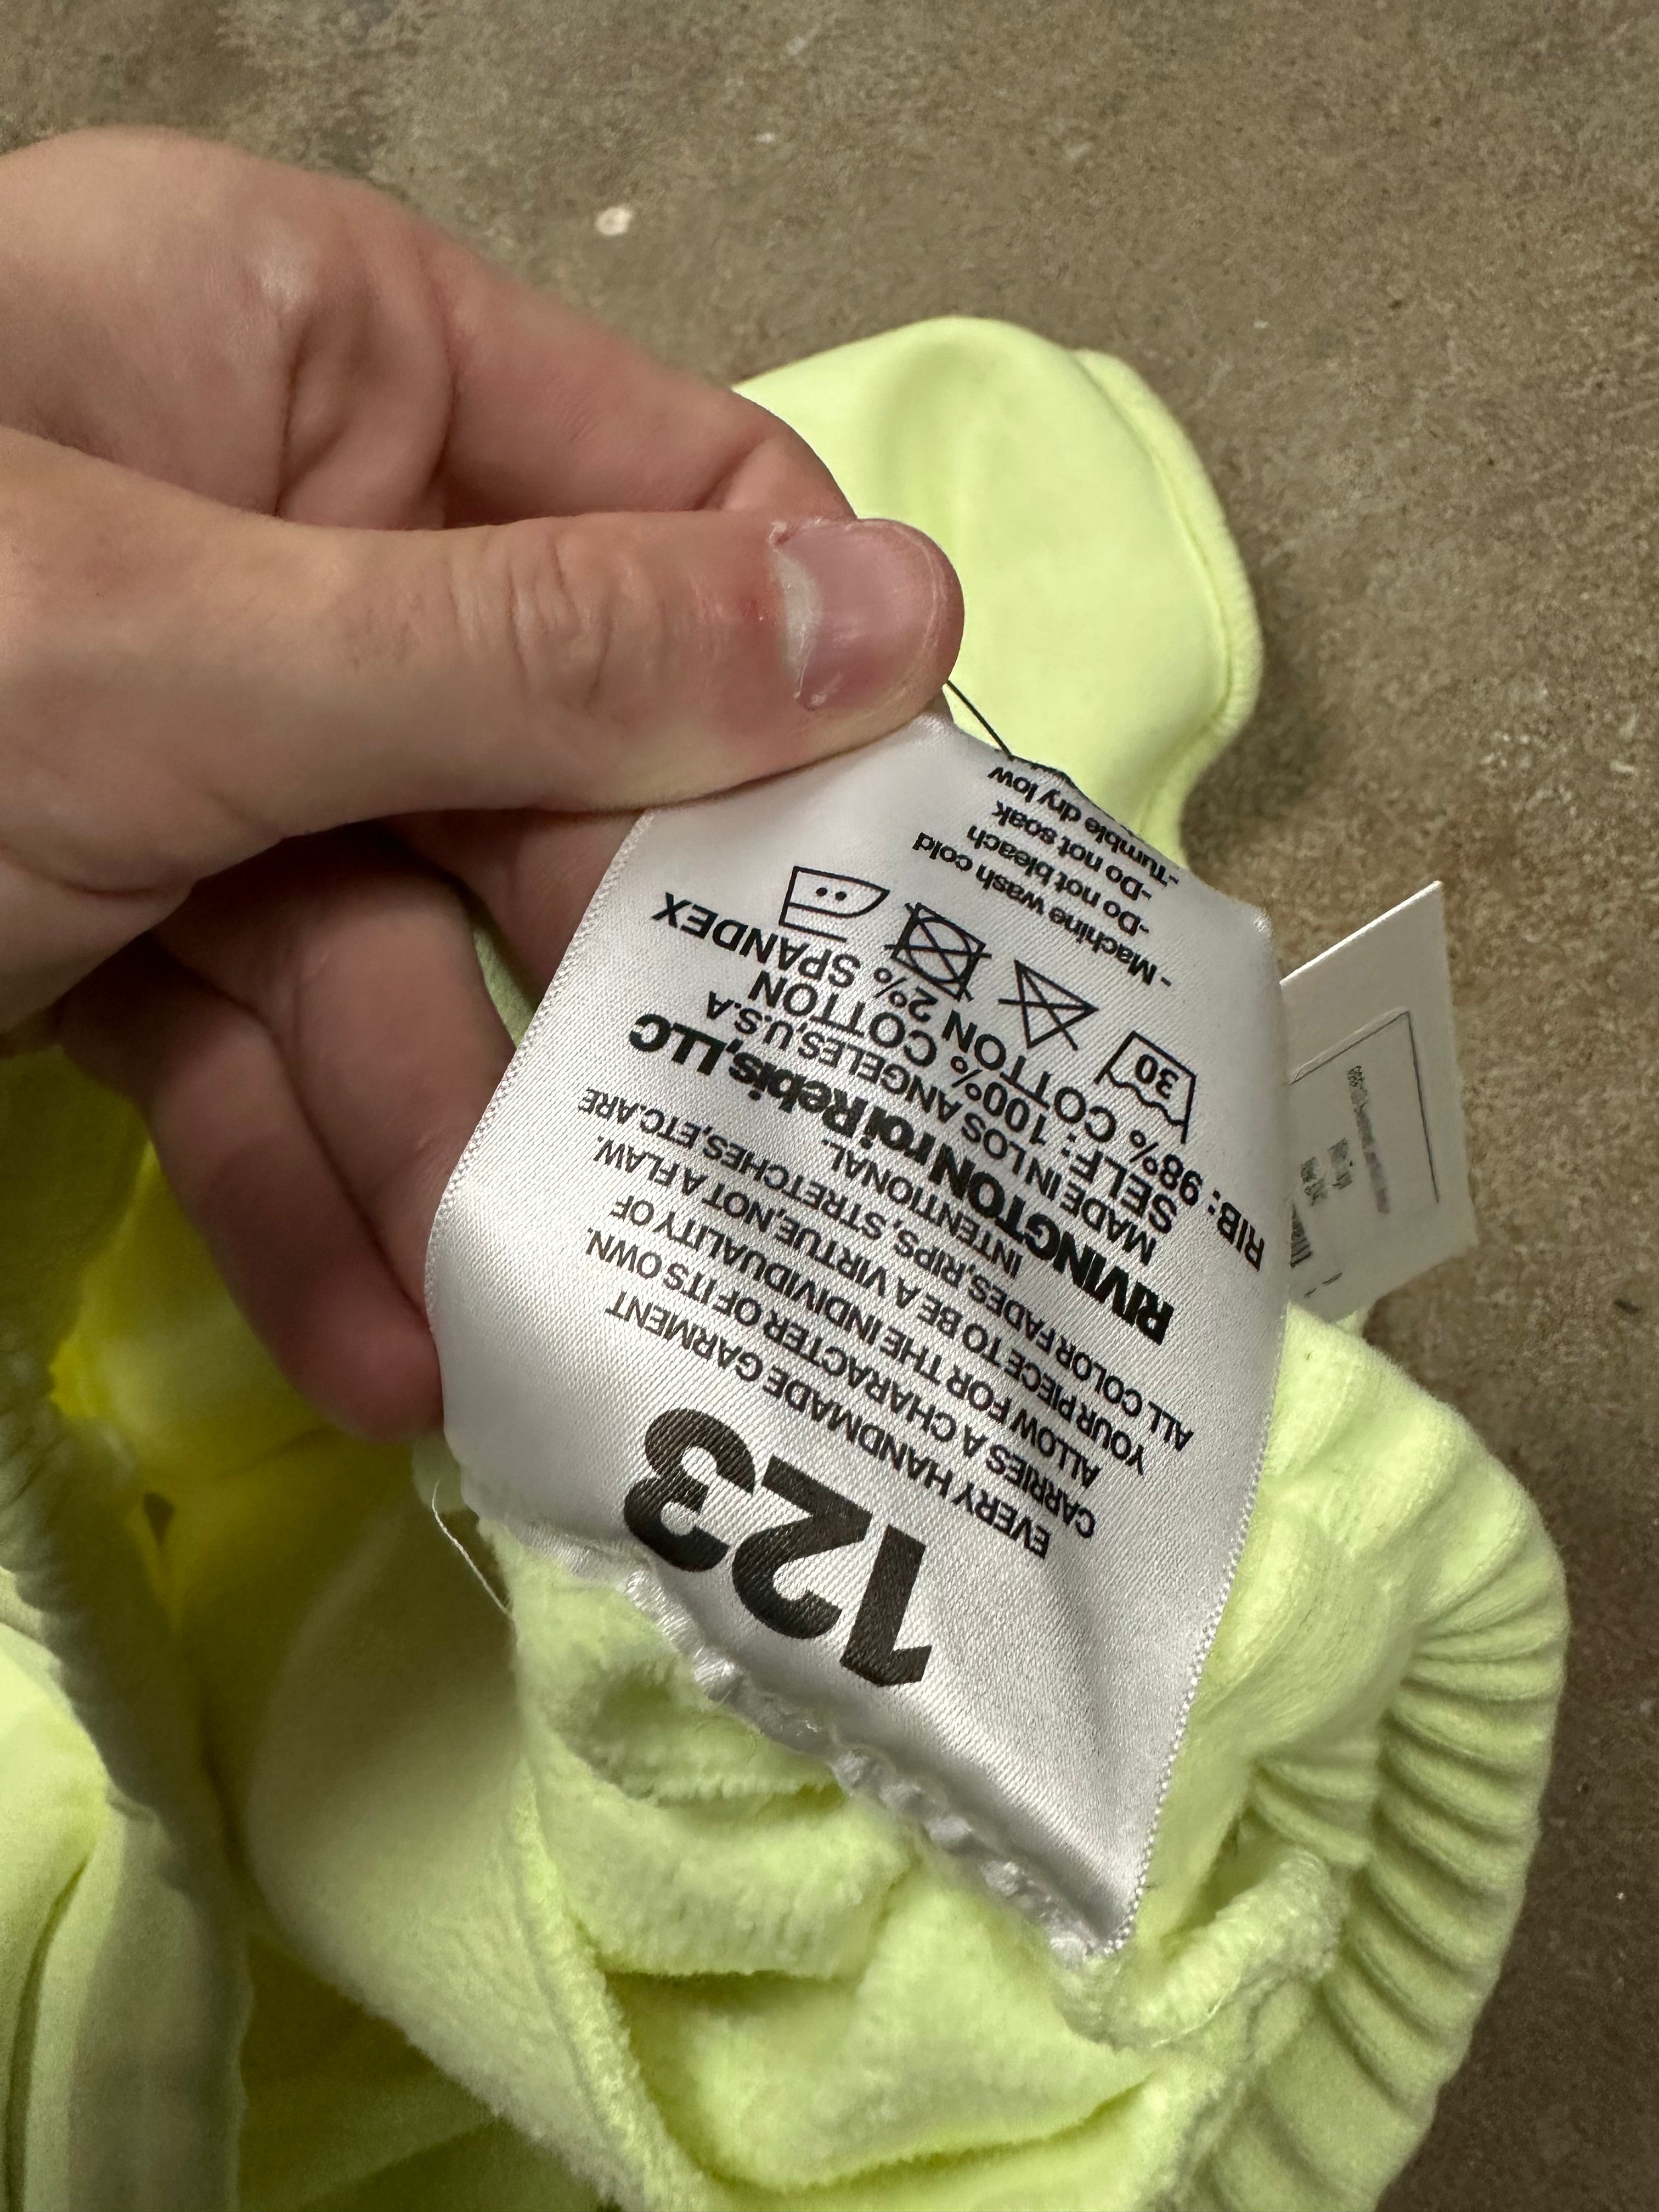 123
EVERY HANDMADE GARMENT
CARRIES A CHARACTER OF ITS OWN.
ALLOW FOR THE INDIVIDUALITY OF
YOUR PIECE TO BE A VIRTUE,NOT A FLAW.
ALL COLOR FADES,RIPS, STRETCHES,ETC.ARE
INTENTIONAL
RIVINGTON roi Rebis,LLC
MADE IN LOS ANGELES,U.S.A
SELF: 100% COTTON
RIB: 98% COTTON 2% SPANDEX
30
- Machine wash cold
-Do not bleach
-Do not soak
-Tumble dry low